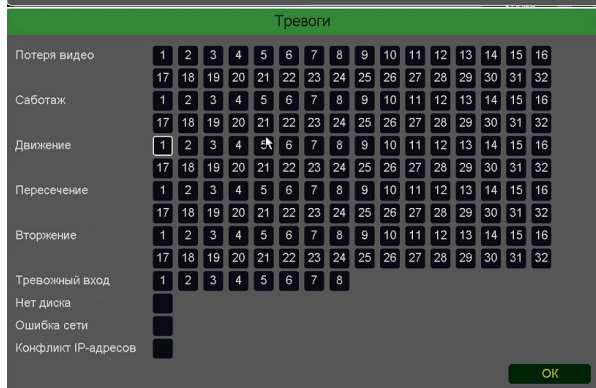 Тревоги
Потеря видео 1 2 3 4 5 6 7 8 9 10 11 12 13 14 15 16
17 18 19 20 21 22 23 24 25 26 27 28 29 30 31 32
Саботаж 1 2 3 4 5 6 7 8 9 10 11 12 13 14 15 16
17 18 19 20 21 22 23 24 25 26 27 28 29 30 31 32
Движение 1 2 3 4 5 6 7 8 9 10 11 12 13 14 15 16
17 18 19 20 21 22 23 24 25 26 27 28 29 30 31 32
Пересечение 1 2 3 4 5 6 7 8 9 10 11 12 13 14 15 16
17 18 19 20 21 22 23 24 25 26 27 28 29 30 31 32
Вторжение 1 2 3 4 5 6 7 8 9 10 11 12 13 14 15 16
17 18 19 20 21 22 23 24 25 26 27 28 29 30 31 32
Тревожный вход 1 2 3 4 5 6 7 8
Нет диска
Ошибка сети
Конфликт IP-адресов
OK